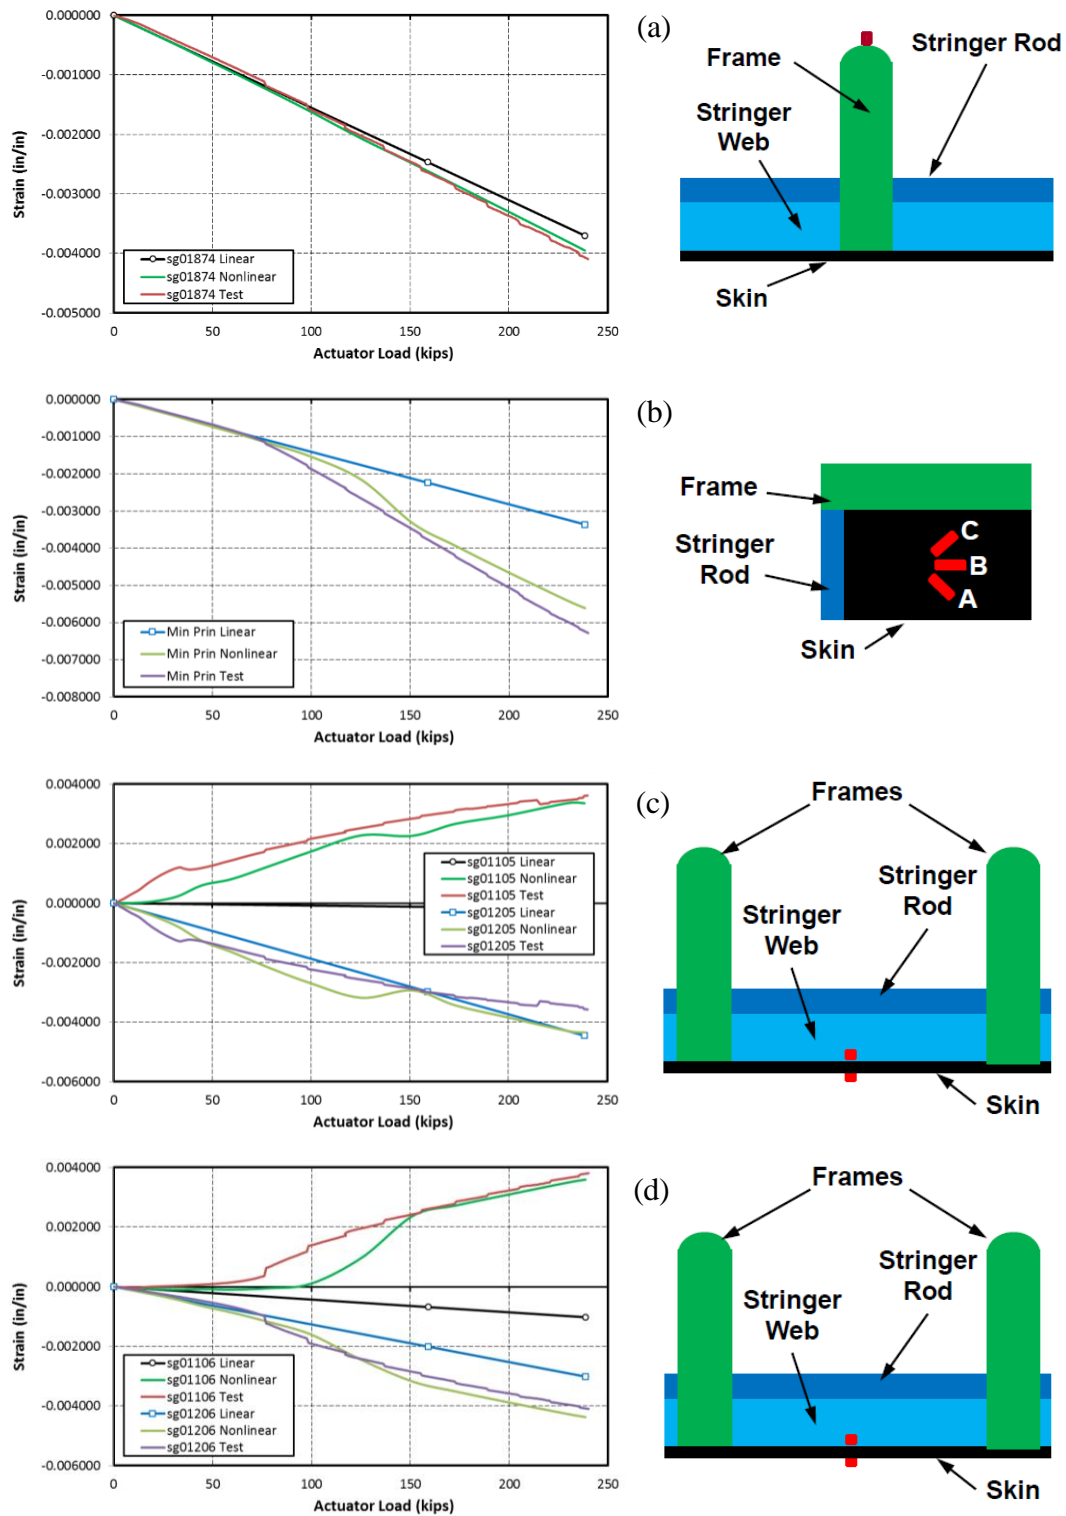 (a)
0.000000
-0.001000
-0.002000
-0.003000
-0.004000
-0.005000
Strain (in/in)
sg01874 Linear
sg01874 Nonlinear
sg01874 Test
0 50 100 150 200 250
Actuator Load (kips)
Frame
Stringer Rod
Stringer
Web
Skin
(b)
0.000000
-0.001000
-0.002000
-0.003000
-0.004000
-0.005000
-0.006000
-0.007000
-0.008000
Strain (in/in)
Min Prin Linear
Min Prin Nonlinear
Min Prin Test
0 50 100 150 200 250
Actuator Load (kips)
Frame
Stringer
Rod
C
B
A
Skin
(c)
0.004000
0.002000
0.000000
-0.002000
-0.004000
-0.006000
Strain (in/in)
sg01105 Linear
sg01105 Nonlinear
sg01105 Test
sg01205 Linear
sg01205 Nonlinear
sg01205 Test
0 50 100 150 200 250
Actuator Load (kips)
Frames
Stringer
Rod
Stringer
Web
Skin
(d)
0.004000
0.002000
0.000000
-0.002000
-0.004000
-0.006000
Strain (in/in)
sg01106 Linear
sg01106 Nonlinear
sg01106 Test
sg01206 Linear
sg01206 Nonlinear
sg01206 Test
0 50 100 150 200 250
Actuator Load (kips)
Frames
Stringer
Rod
Stringer
Web
Skin